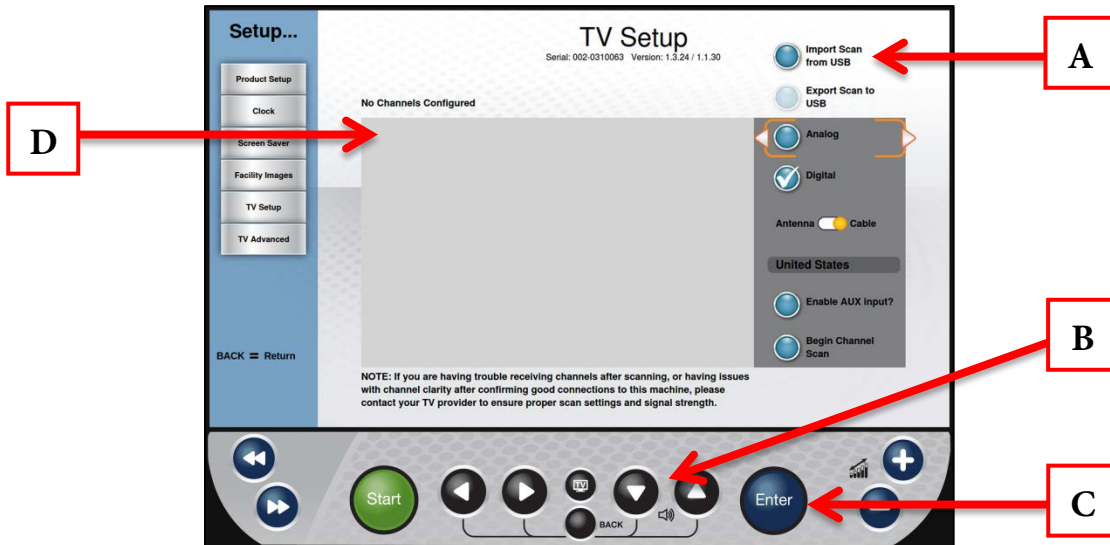 Setup...
TV Setup
Serial: 002-0310063 Version: 1.3.24 / 1.1.30
Import Scan
from USB
A
Product Setup
Export Scan to
USB
No Channels Configured
Clock
D
Screen Saver
Analog
Facility Images
Digital
TV Setup
Antenna Cable
TV Advanced
United States
Enable AUX input?
B
Begin Channel
Scan
BACK = Return
NOTE: If you are having trouble receiving channels after scanning, or having issues
with channel clarity after confirming good connections to this machine, please
contact your TV provider to ensure proper scan settings and signal strength.
TV
Start
Enter
C
BACK